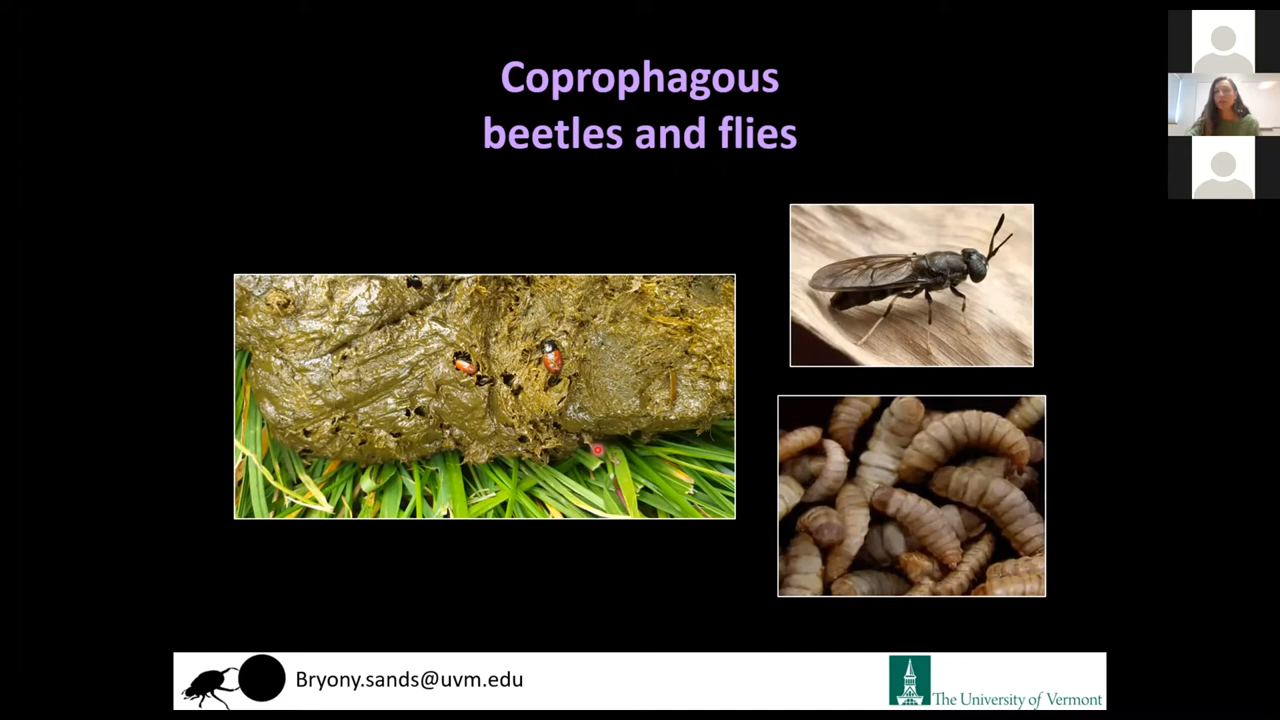 Coprophagous
beetles and flies
Bryony.sands@uvm.edu
The University of Vermont